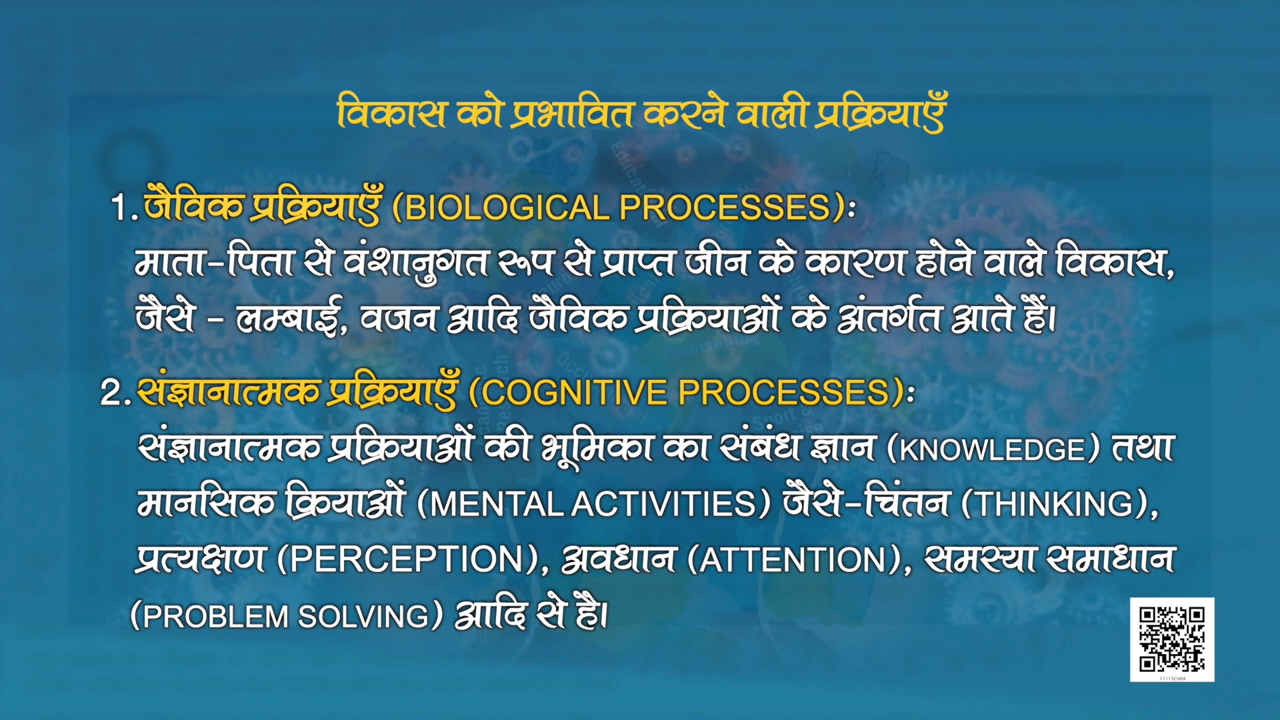 विकास को प्रभावित करने वाली प्रक्रियाएँ
1. जैविक प्रक्रियाएँ (BIOLOGICAL PROCESSES):
माता-पिता से वंशानुगत रूप से प्राप्त जीन के कारण होने वाले विकास,
जैसे - लम्बाई, वजन आदि जैविक प्रक्रियाओं के अंतर्गत आते हैं।
2. संज्ञानात्मक प्रक्रियाएँ (COGNITIVE PROCESSES):
संज्ञानात्मक प्रक्रियाओं की भूमिका का संबंध ज्ञान (KNOWLEDGE) तथा
मानसिक क्रियाओं (MENTAL ACTIVITIES) जैसे-चिंतन (THINKING),
प्रत्यक्षण (PERCEPTION), अवधान (ATTENTION), समस्या समाधान
(PROBLEM SOLVING) आदि से है।